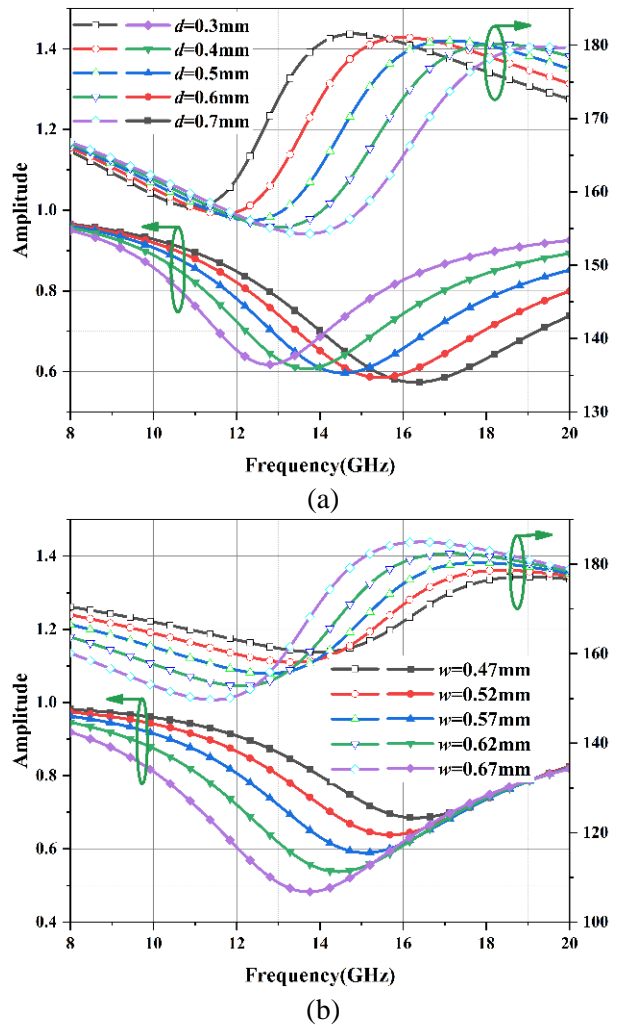 1.4
1.2
1.0
0.8
0.6
Amplitude
d=0.3mm
d=0.4mm
d=0.5mm
d=0.6mm
d=0.7mm
180
170
160
150
140
130
8 10 12 14 16 18 20
Frequency(GHz)
(a)
1.4
1.2
1.0
0.8
0.6
0.4
Amplitude
w=0.47mm
w=0.52mm
w=0.57mm
w=0.62mm
w=0.67mm
180
160
140
120
100
8 10 12 14 16 18 20
Frequency(GHz)
(b)